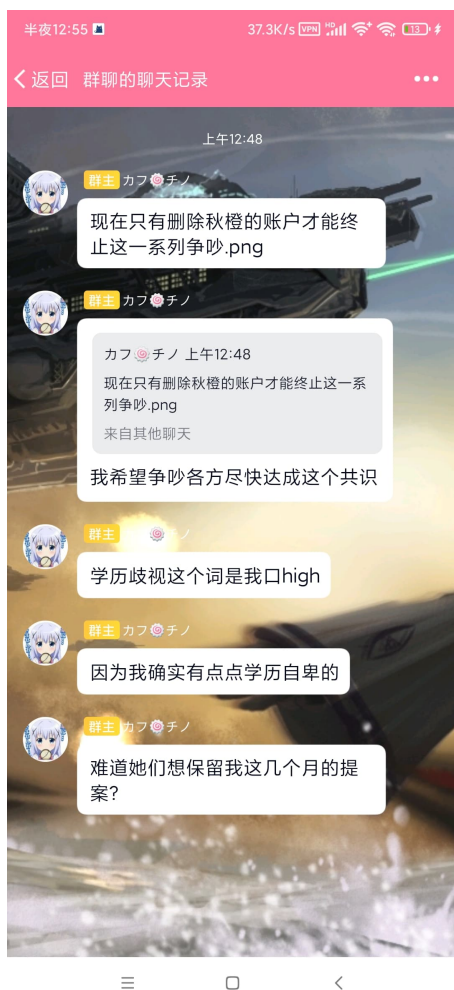 半夜12:55
37.3K/s VPN HD 13
返回 群聊的聊天记录
上午12:48
群主 カフ🍥チノ
现在只有删除秋橙的账户才能终
止这一系列争吵.png
群主 カフ🍥チノ
カフ🍥チノ 上午12:48
现在只有删除秋橙的账户才能终止这一系
列争吵.png
来自其他聊天
我希望争吵各方尽快达成这个共识
群主 🍥ノ
学历歧视这个词是我口high
群主 カフ🍥チノ
因为我确实有点点学历自卑的
群主 カフ🍥チノ
难道她们想保留我这几个月的提
案?